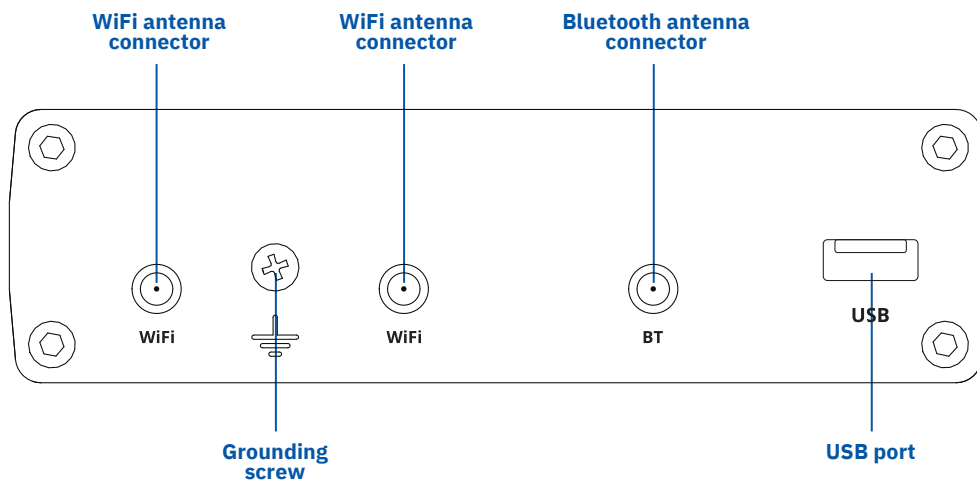 WiFi antenna
connector
WiFi antenna
connector
Bluetooth antenna
connector
WiFi
WiFi
BT
USB
Grounding
screw
USB port